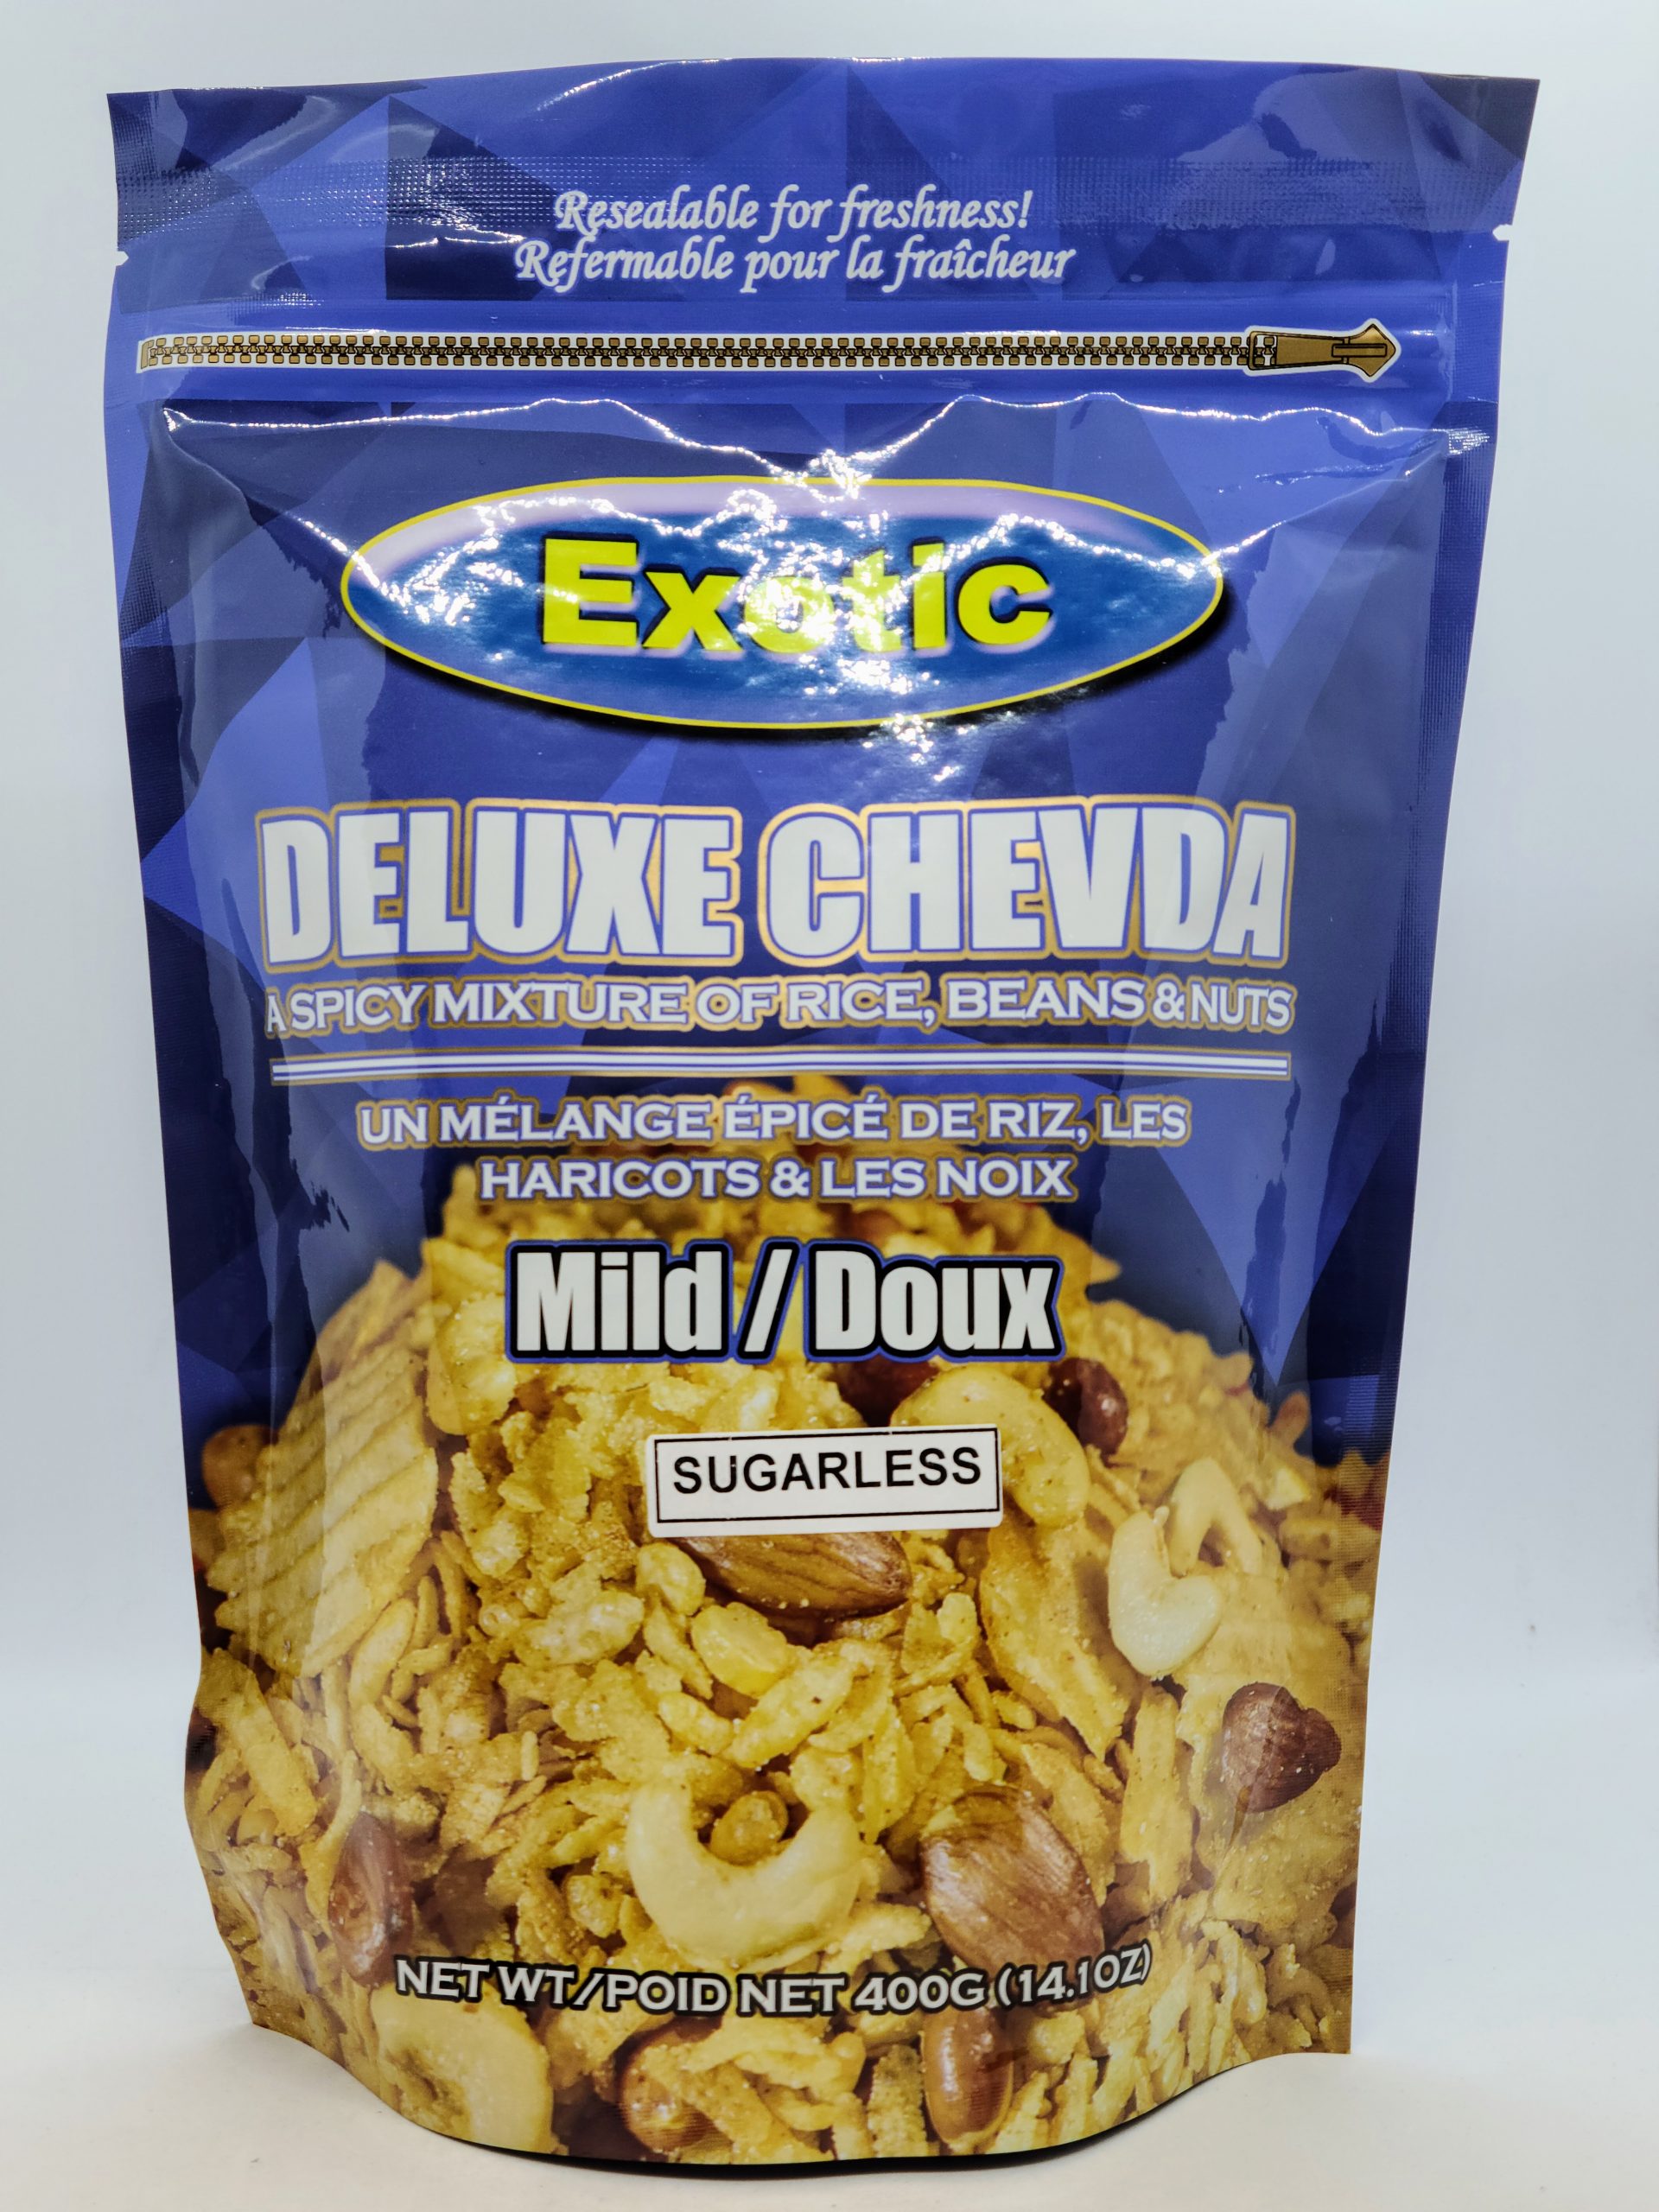 Resealable for freshness!
Refermable pour la fraîcheur
Exotic
DELUXE CHEVDA
A SPICY MIXTURE OF RICE, BEANS & NUTS
UN MÉLANGE ÉPICÉ DE RIZ, LES
HARICOTS & LES NOIX
Mild / Doux
SUGARLESS
NET WT/POID NET 400G (14.1OZ)